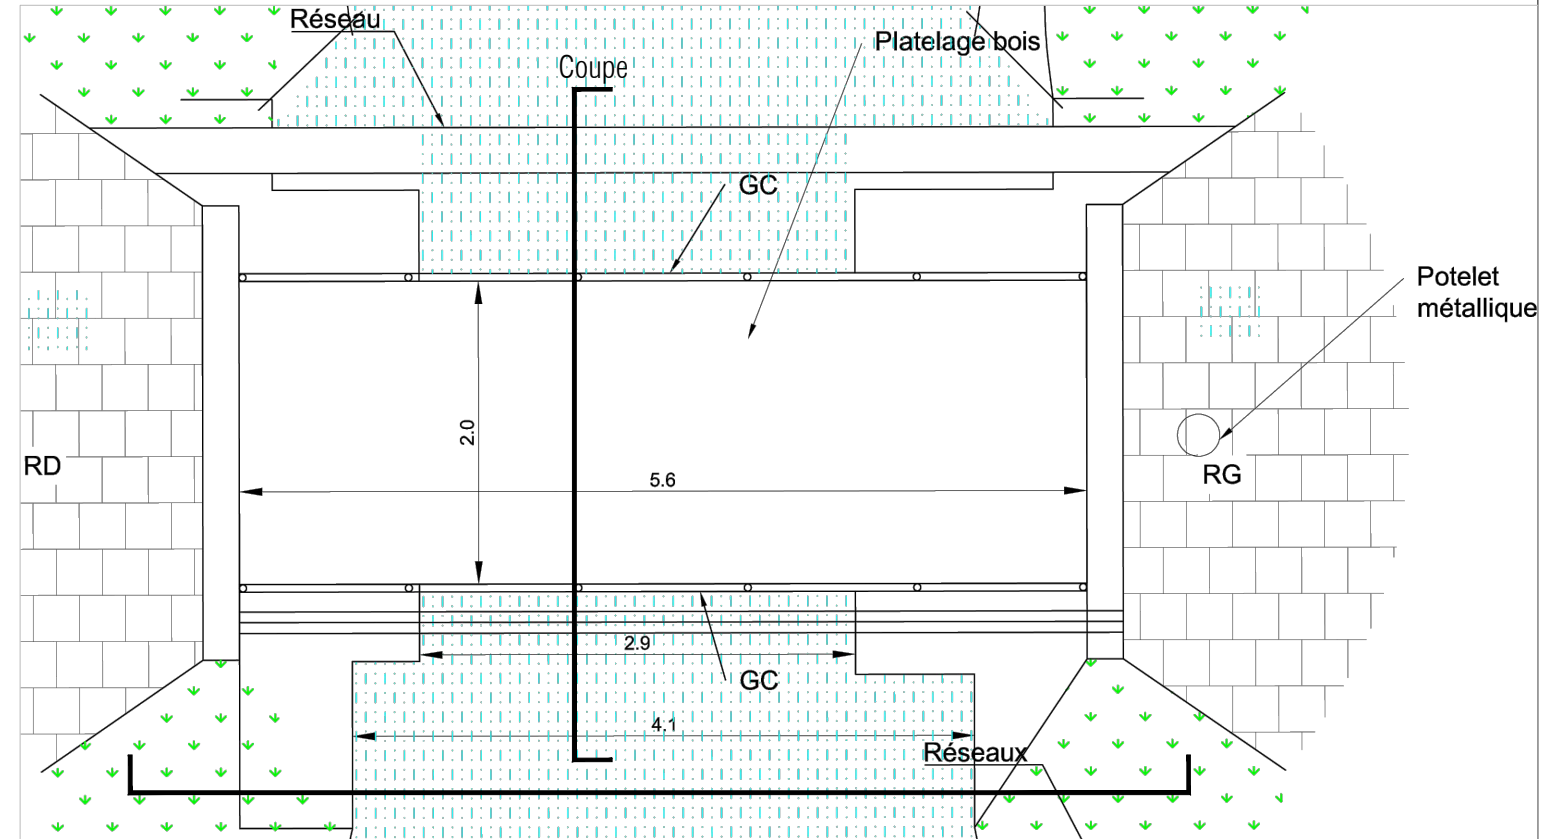 Réseau
Platelage bois
Coupe
GC
Potelet
métallique
2.0
RD
RG
5.6
2.9
GC
4.1
Réseaux